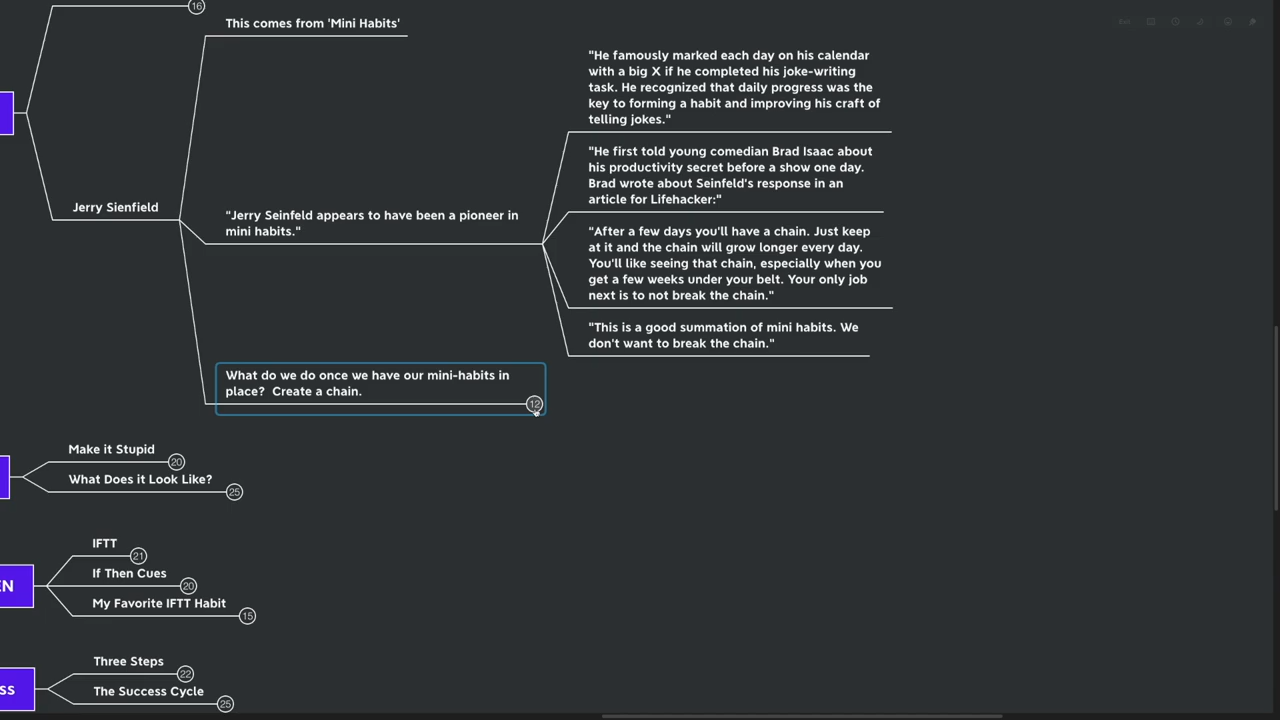 16
This comes from 'Mini Habits'
"He famously marked each day on his calendar
with a big X if he completed his joke-writing
task. He recognized that daily progress was the
key to forming a habit and improving his craft of
telling jokes."
"He first told young comedian Brad Isaac about
his productivity secret before a show one day.
Brad wrote about Seinfeld's response in an
article for Lifehacker:"
Jerry Sienfield
"Jerry Seinfeld appears to have been a pioneer in
mini habits."
"After a few days you'll have a chain. Just keep
at it and the chain will grow longer every day.
You'll like seeing that chain, especially when you
get a few weeks under your belt. Your only job
next is to not break the chain."
"This is a good summation of mini habits. We
don't want to break the chain."
What do we do once we have our mini-habits in
place?  Create a chain.
12
Make it Stupid
20
What Does it Look Like?
25
IFTT
21
EN
If Then Cues
20
My Favorite IFTT Habit
15
Three Steps
22
ss
The Success Cycle
25